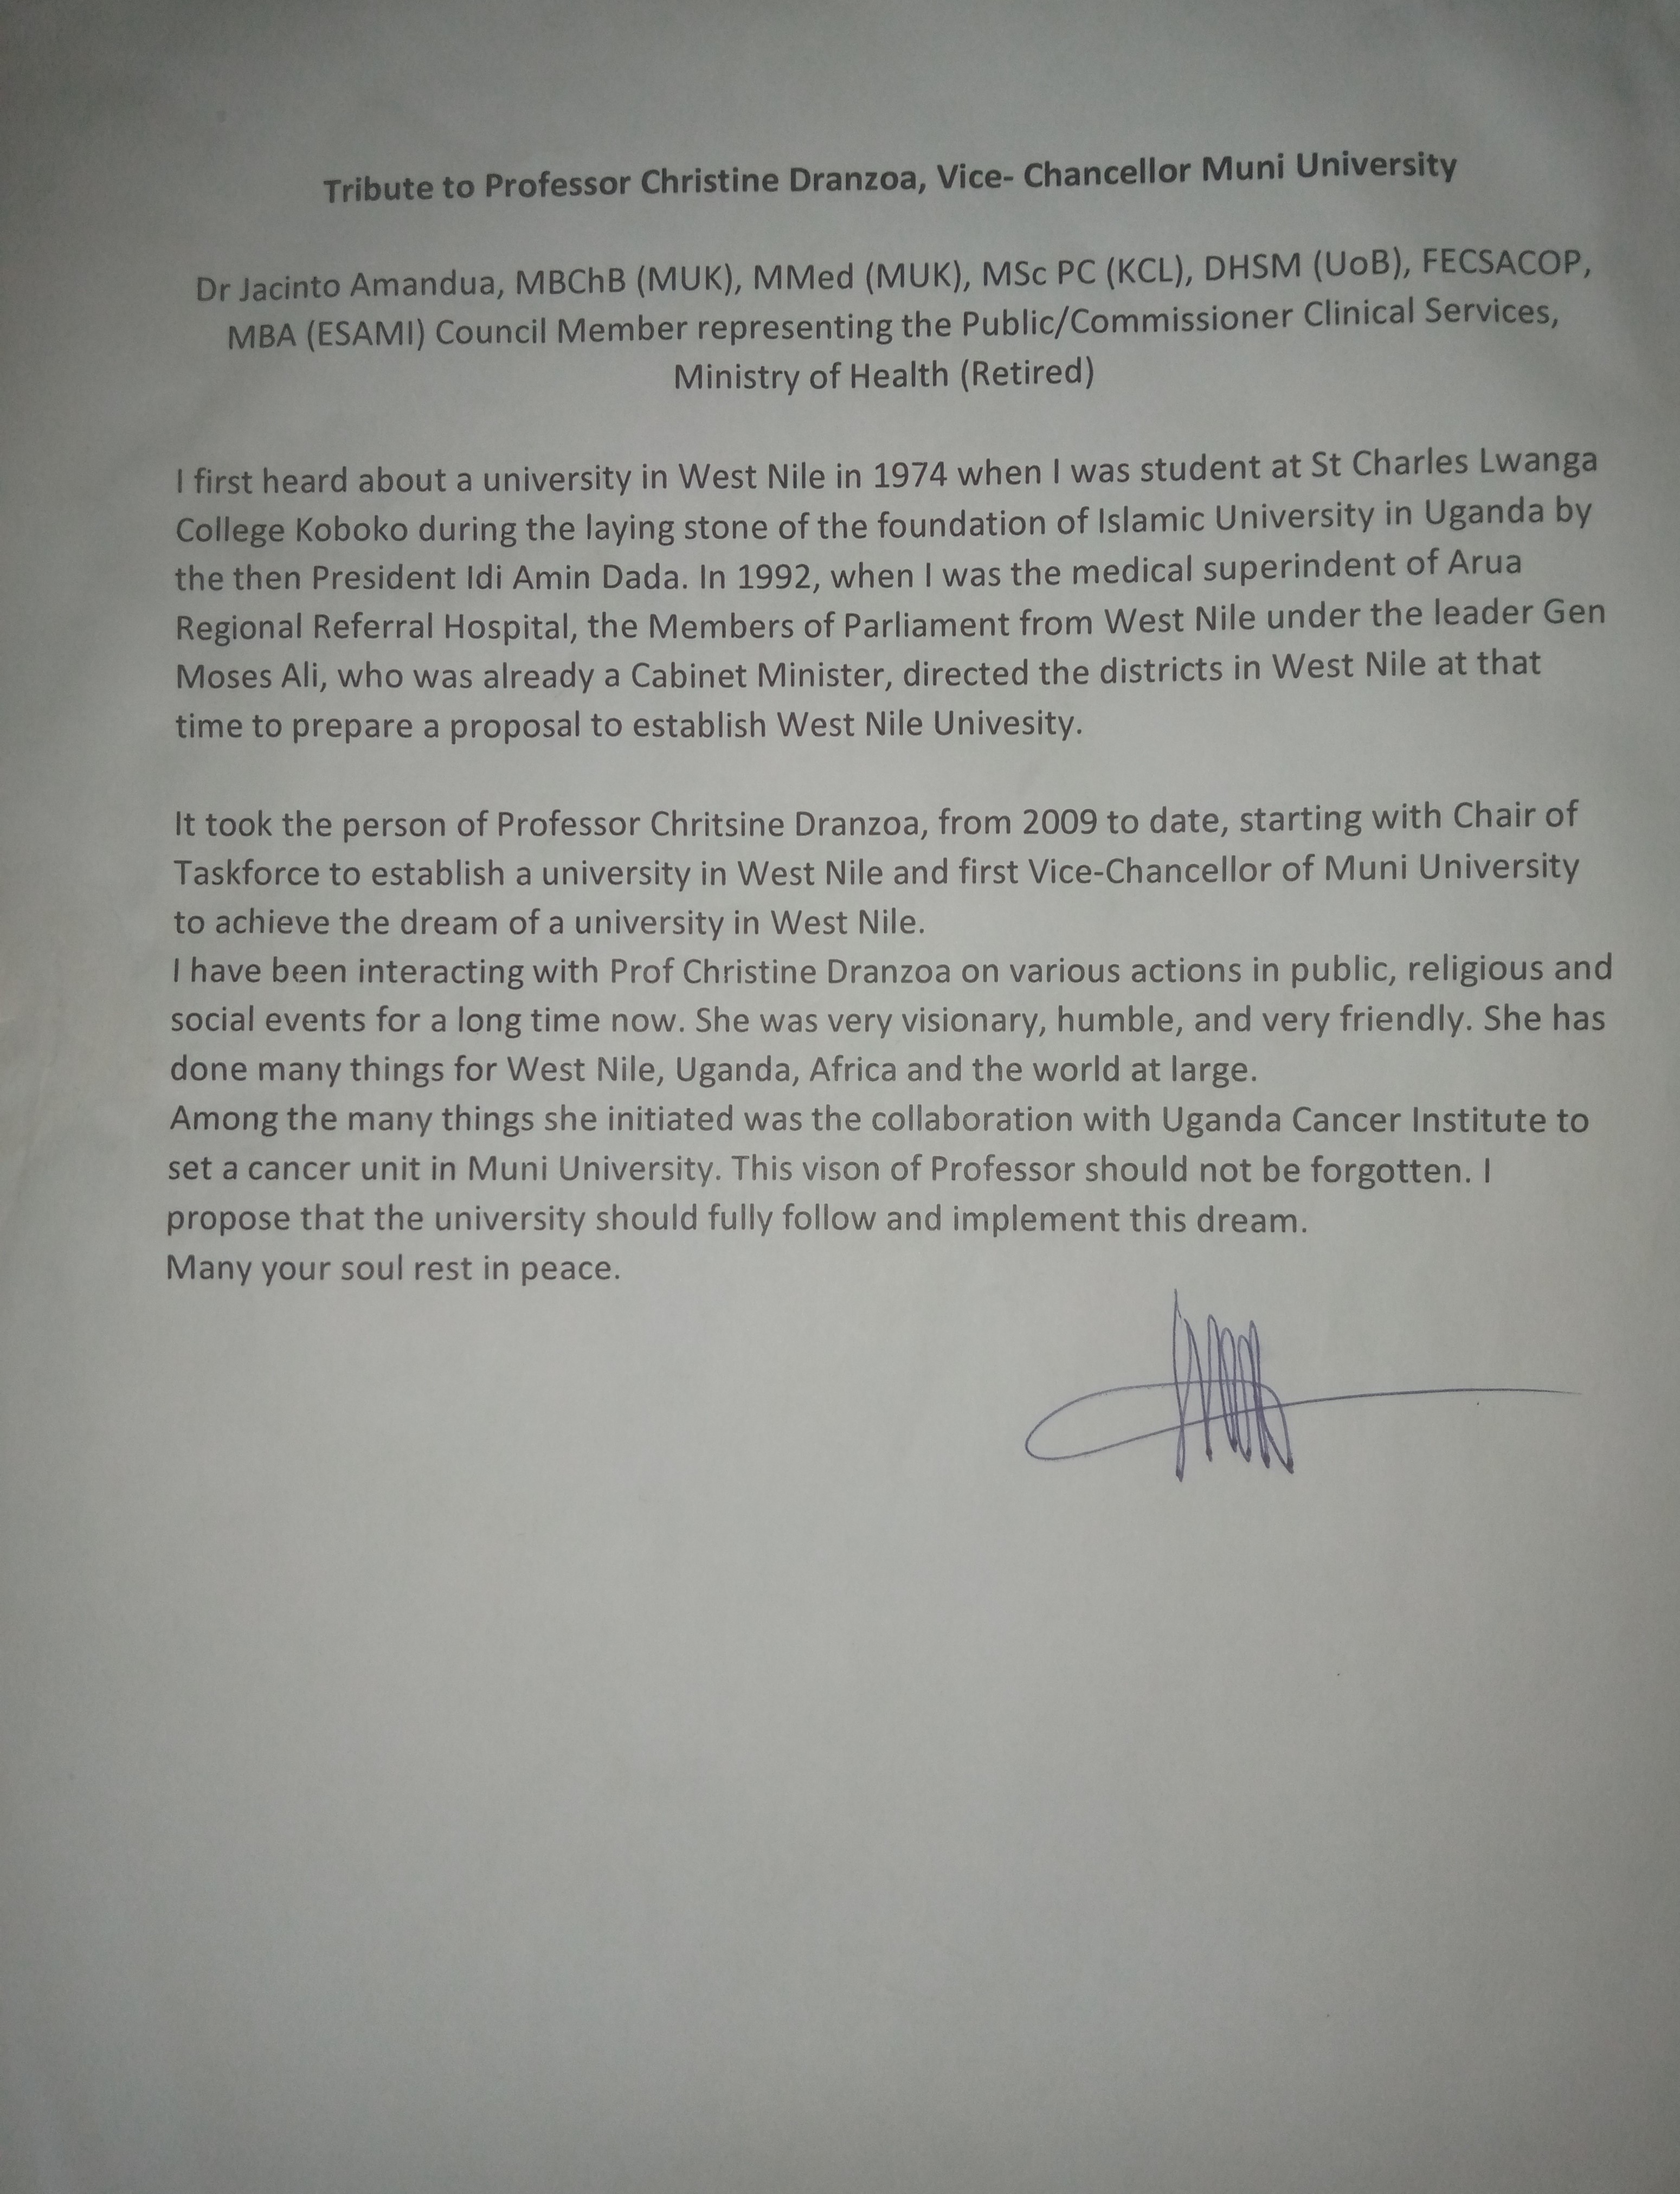 Tribute to Professor Christine Dranzoa, Vice- Chancellor Muni University
Dr Jacinto Amandua, MBChB (MUK), MMed (MUK), MSc PC (KCL), DHSM (UoB), FECSACOP,
MBA (ESAMI) Council Member representing the Public/Commissioner Clinical Services,
Ministry of Health (Retired)
I first heard about a university in West Nile in 1974 when I was student at St Charles Lwanga
College Koboko during the laying stone of the foundation of Islamic University in Uganda by
the then President Idi Amin Dada. In 1992, when I was the medical superindent of Arua
Regional Referral Hospital, the Members of Parliament from West Nile under the leader Gen
Moses Ali, who was already a Cabinet Minister, directed the districts in West Nile at that
time to prepare a proposal to establish West Nile Univesity.
It took the person of Professor Chritsine Dranzoa, from 2009 to date, starting with Chair of
Taskforce to establish a university in West Nile and first Vice-Chancellor of Muni University
to achieve the dream of a university in West Nile.
I have been interacting with Prof Christine Dranzoa on various actions in public, religious and
social events for a long time now. She was very visionary, humble, and very friendly. She has
done many things for West Nile, Uganda, Africa and the world at large.
Among the many things she initiated was the collaboration with Uganda Cancer Institute to
set a cancer unit in Muni University. This vison of Professor should not be forgotten. I
propose that the university should fully follow and implement this dream.
Many your soul rest in peace.